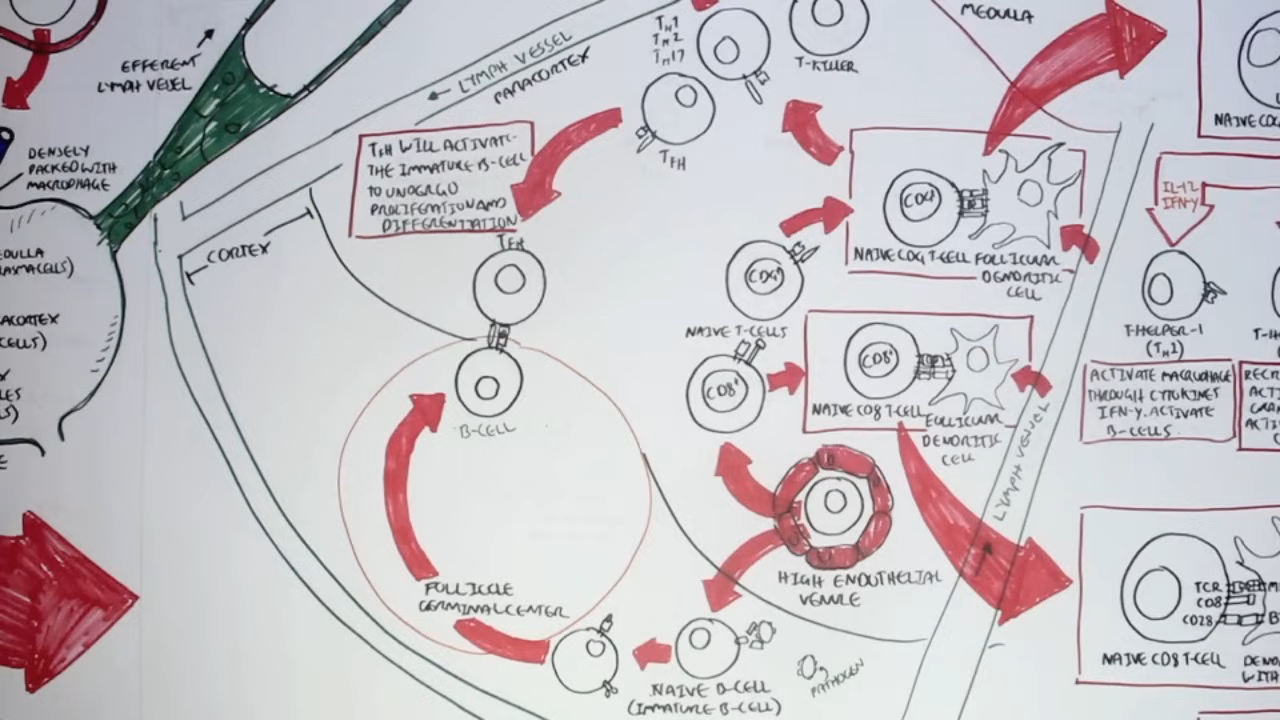 EFFERENT
LYMPH VESSEL
DENSELY
PACKED WITH
MACROPHAGE
CELLS)
LYMPH VESSEL
PARACORTEX
CORTEX
TFH WILL ACTIVATE
THE IMMATURE B-CELL
TO UNDERGO
PROLIFERATION AND
DIFFERENTIATION
TFH
B-CELL
FOLLICLE
GERMINAL CENTER
TH1
TH2
TH17
TFH
T-KILLER
MEDULLA
CD4
NAIVE CD4 T-CELL
FOLLICULAR
DENDRITIC
CELL
CD4
NAIVE T-CELLS
CD8
CD8
NAIVE CD8 T-CELL
FOLLICULAR
DENDRITIC
CELL
HIGH ENDOTHELIAL
VENULE
NAIVE B-CELL
(IMMATURE B-CELL)
PATHOGEN
LYMPH VESSEL
IL-12
IFN-γ
T-HELPER-1
(TH1)
ACTIVATE MACROPHAGE
THROUGH CYTOKINES
IFN-γ. ACTIVATE
B-CELLS.
TCR
CD8
CD28
NAIVE CD8 T-CELL